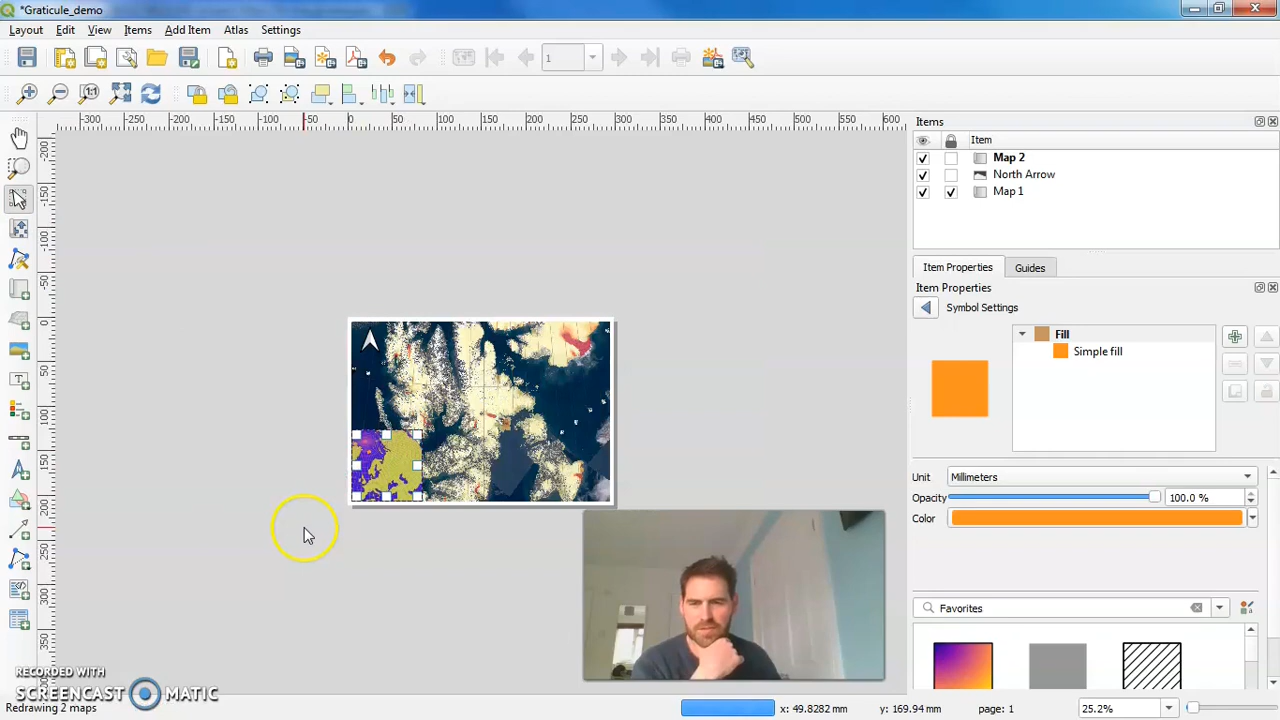 *Graticule_demo
Layout Edit View Items Add Item Atlas Settings
1
-300 -250 -200 -150 -100 -50 0 50 100 150 200 250 300 350 400 450 500 550 600
Items
Item
Map 2
North Arrow
Map 1
Item Properties Guides
Item Properties
Symbol Settings
Fill
Simple fill
Unit Millimeters
Opacity 100.0 %
Color
Favorites
RECORDED WITH
SCREENCAST MATIC
Redrawing 2 maps x: 49.8282 mm y: 169.94 mm page: 1 25.2%